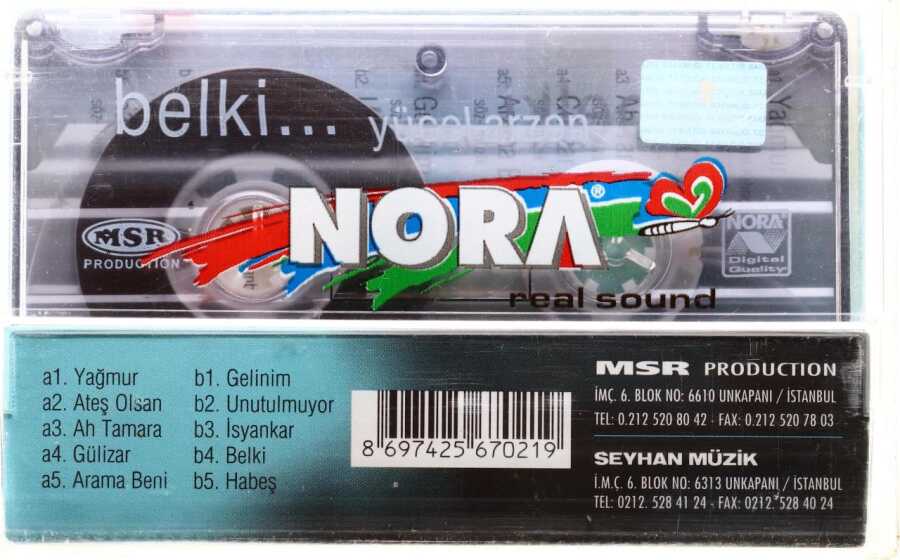 belki...
yücel arzen
NORA®
real sound
MSR
PRODUCTION
NORA
Digital
Quality
a1. Yağmur
a2. Ateş Olsan
a3. Ah Tamara
a4. Gülizar
a5. Arama Beni
b1. Gelinim
b2. Unutulmuyor
b3. İsyankar
b4. Belki
b5. Habeş
8 697425 670219
MSR PRODUCTION
İMÇ. 6. BLOK NO: 6610 UNKAPANI / İSTANBUL
TEL: 0.212 520 80 42 - FAX: 0.212 520 78 03
SEYHAN MÜZİK
İ.M.Ç. 6. BLOK NO: 6313 UNKAPANI / İSTANBUL
TEL: 0212. 528 41 24 - FAX: 0212. 528 40 24